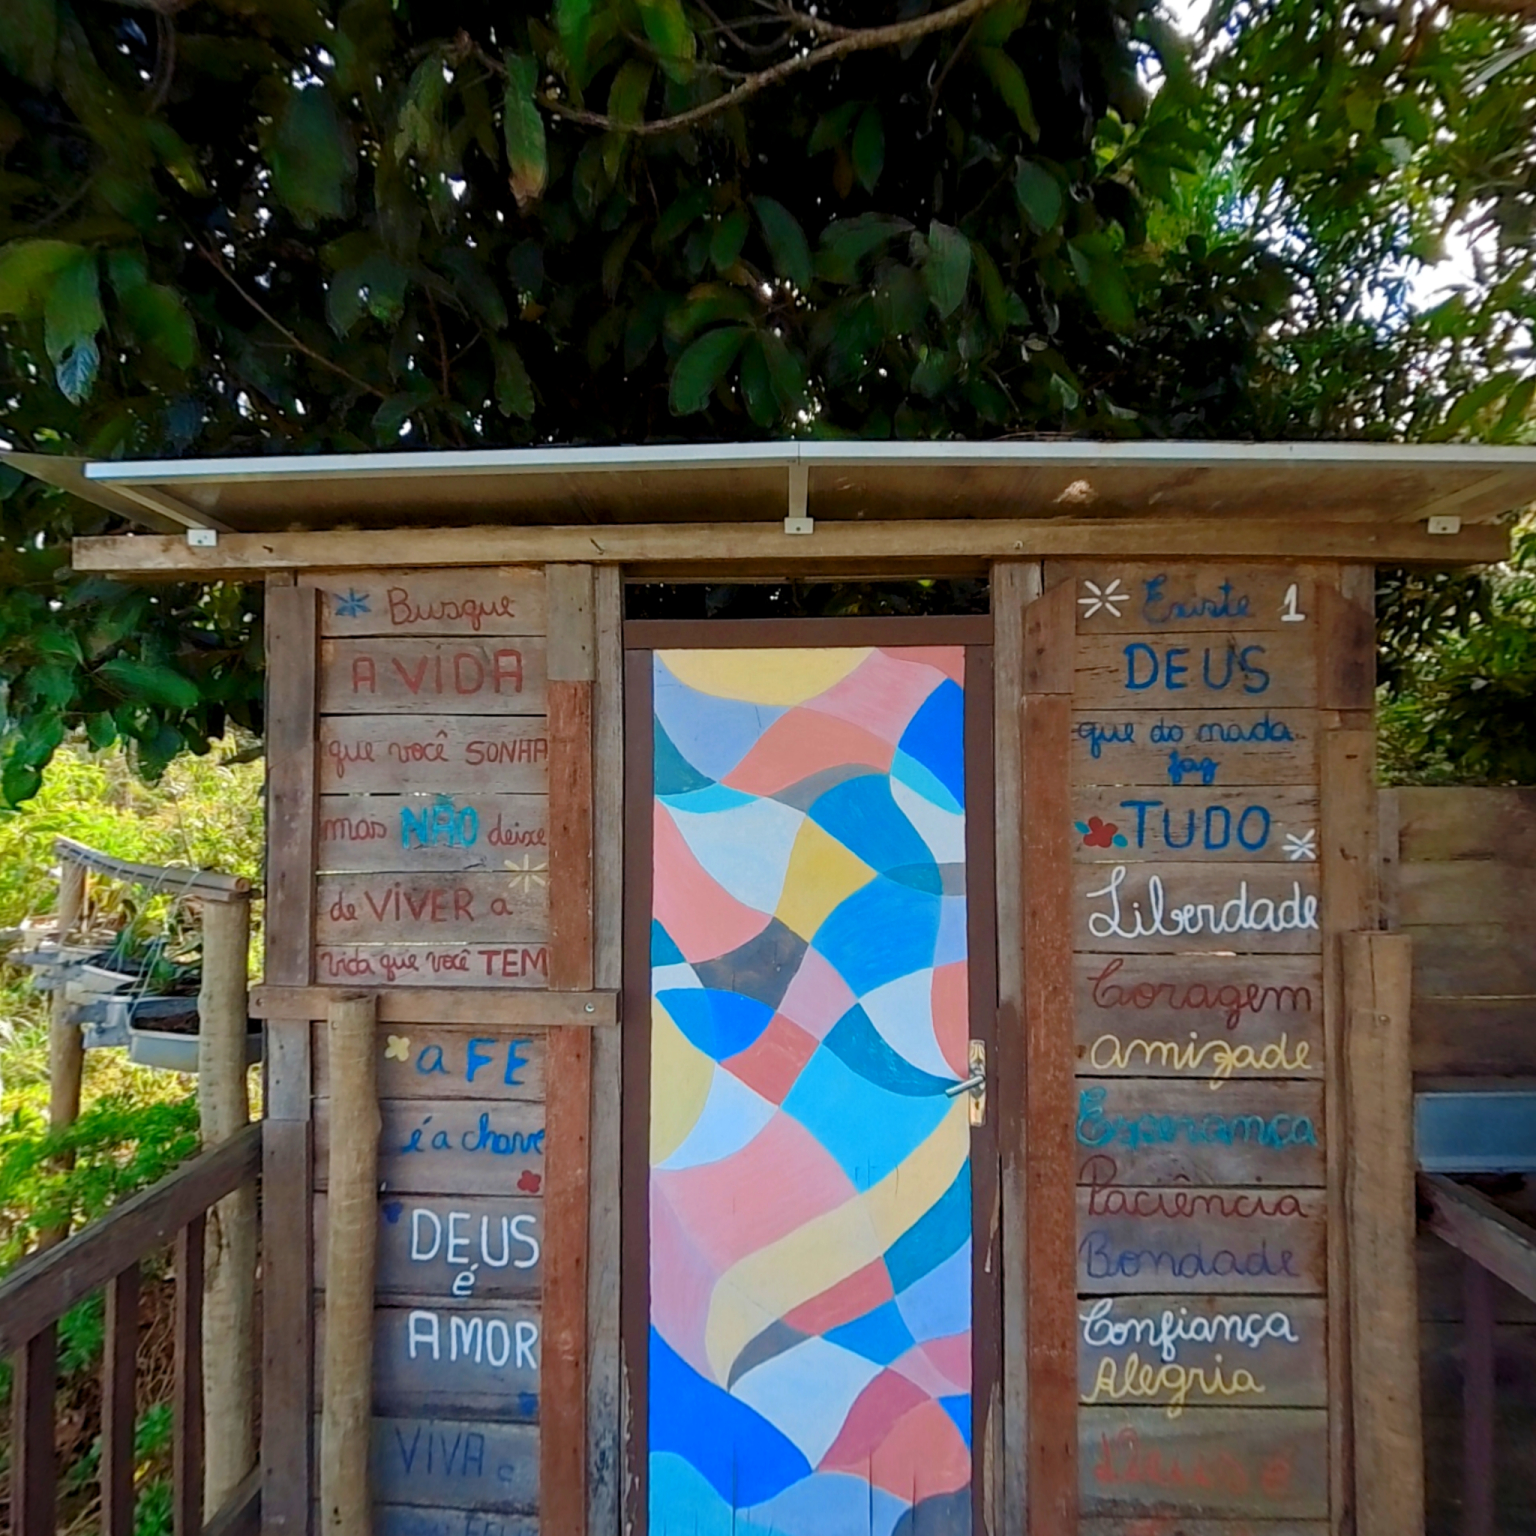 Busque
A VIDA
que você SONHA
mas NÃO deixe
de ViVER a
vida que você TEM
a FE
é a chave
DEUS
é
AMOR
VIVA
Existe 1
DEUS
que do nada
faz
TUDO
Liberdade
Coragem
amizade
Esperança
Paciência
Bondade
Confiança
Alegria